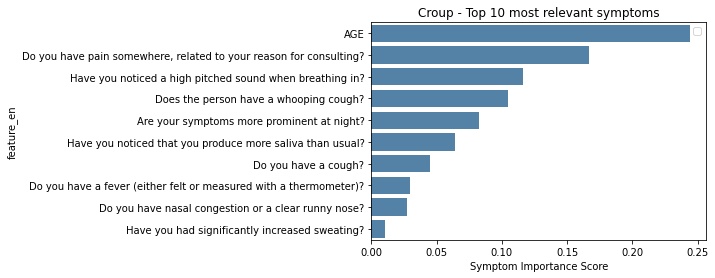 Croup - Top 10 most relevant symptoms
AGE
Do you have pain somewhere, related to your reason for consulting?
Have you noticed a high pitched sound when breathing in?
Does the person have a whooping cough?
Are your symptoms more prominent at night?
Have you noticed that you produce more saliva than usual?
Do you have a cough?
Do you have a fever (either felt or measured with a thermometer)?
Do you have nasal congestion or a clear runny nose?
Have you had significantly increased sweating?
feature_en
0.00 0.05 0.10 0.15 0.20 0.25
Symptom Importance Score